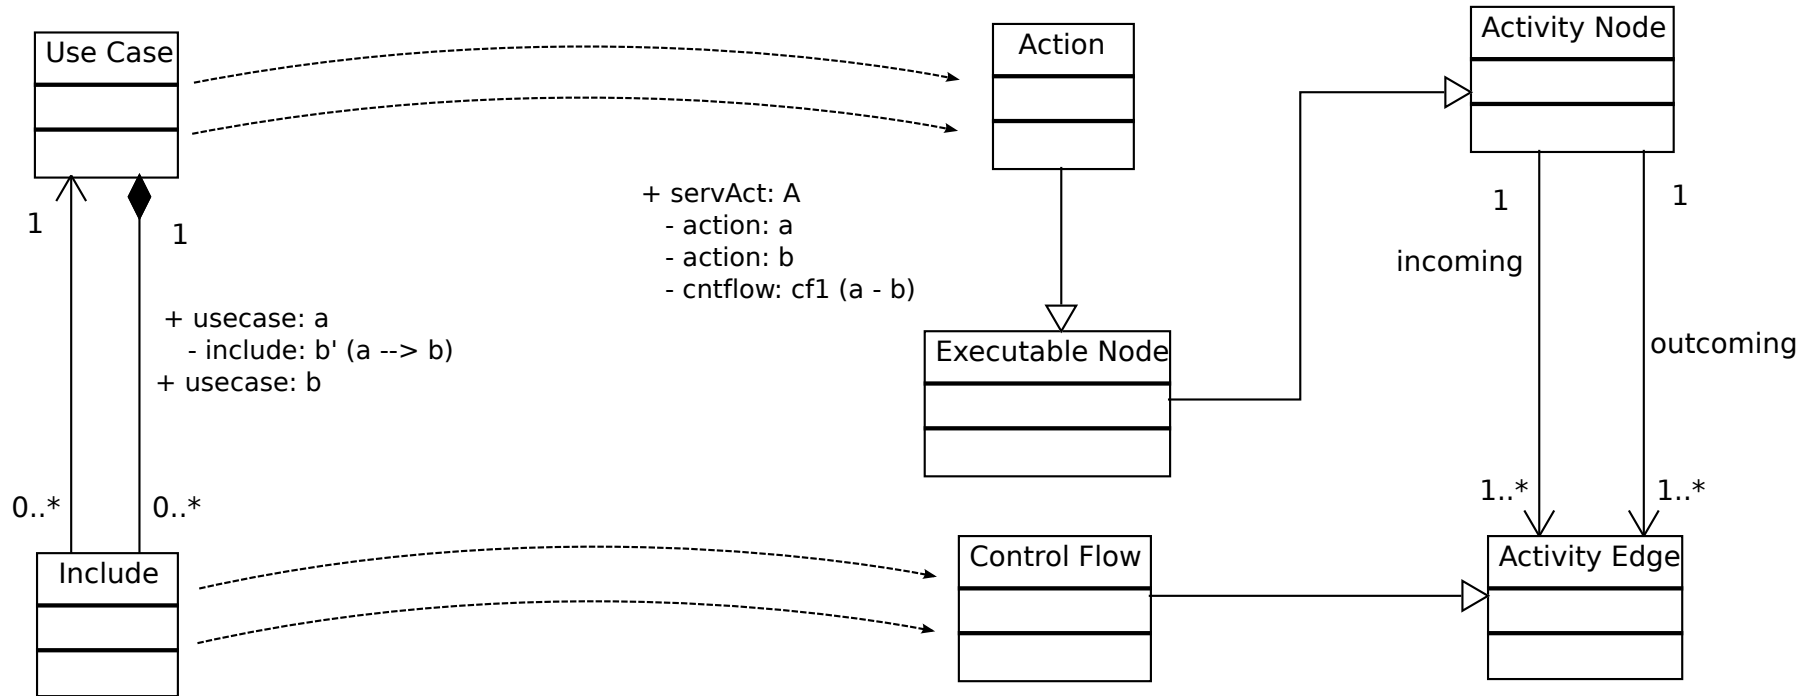 Use Case
Action
Activity Node
1
1
+ servAct: A
- action: a
- action: b
- cntflow: cf1 (a - b)
1
1
incoming
+ usecase: a
- include: b' (a --> b)
+ usecase: b
Executable Node
outcoming
0..*
0..*
1..*
1..*
Include
Control Flow
Activity Edge